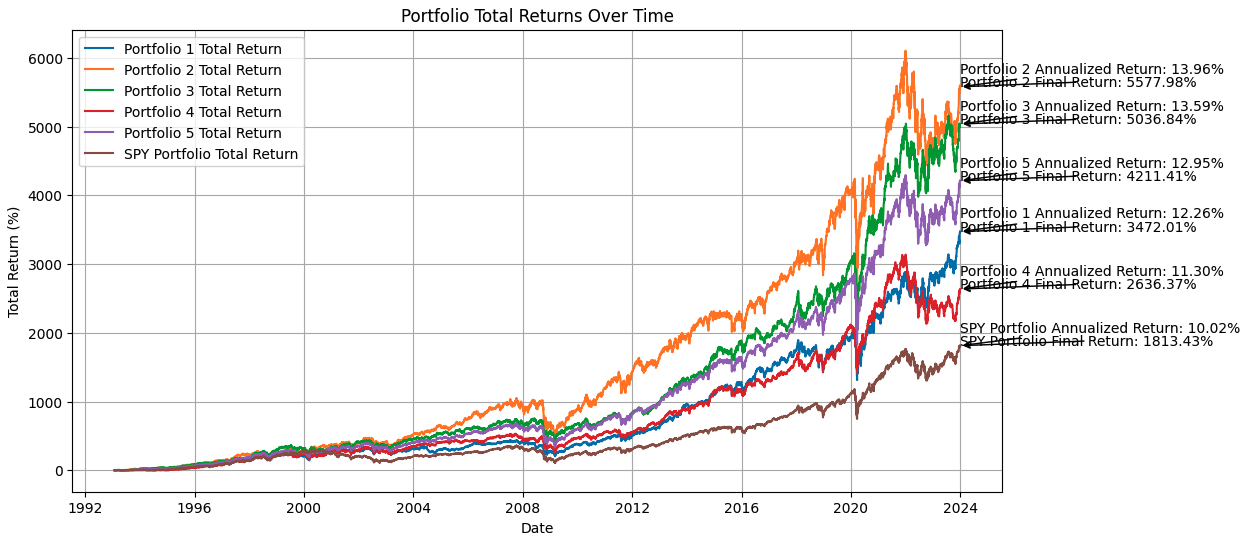 Portfolio Total Returns Over Time
Portfolio 1 Total Return
Portfolio 2 Total Return
Portfolio 3 Total Return
Portfolio 4 Total Return
Portfolio 5 Total Return
SPY Portfolio Total Return
Total Return (%)
6000
5000
4000
3000
2000
1000
0
1992
1996
2000
2004
2008
2012
2016
2020
2024
Date
Portfolio 2 Annualized Return: 13.96%
Portfolio 2 Final Return: 5577.98%
Portfolio 3 Annualized Return: 13.59%
Portfolio 3 Final Return: 5036.84%
Portfolio 5 Annualized Return: 12.95%
Portfolio 5 Final Return: 4211.41%
Portfolio 1 Annualized Return: 12.26%
Portfolio 1 Final Return: 3472.01%
Portfolio 4 Annualized Return: 11.30%
Portfolio 4 Final Return: 2636.37%
SPY Portfolio Annualized Return: 10.02%
SPY Portfolio Final Return: 1813.43%